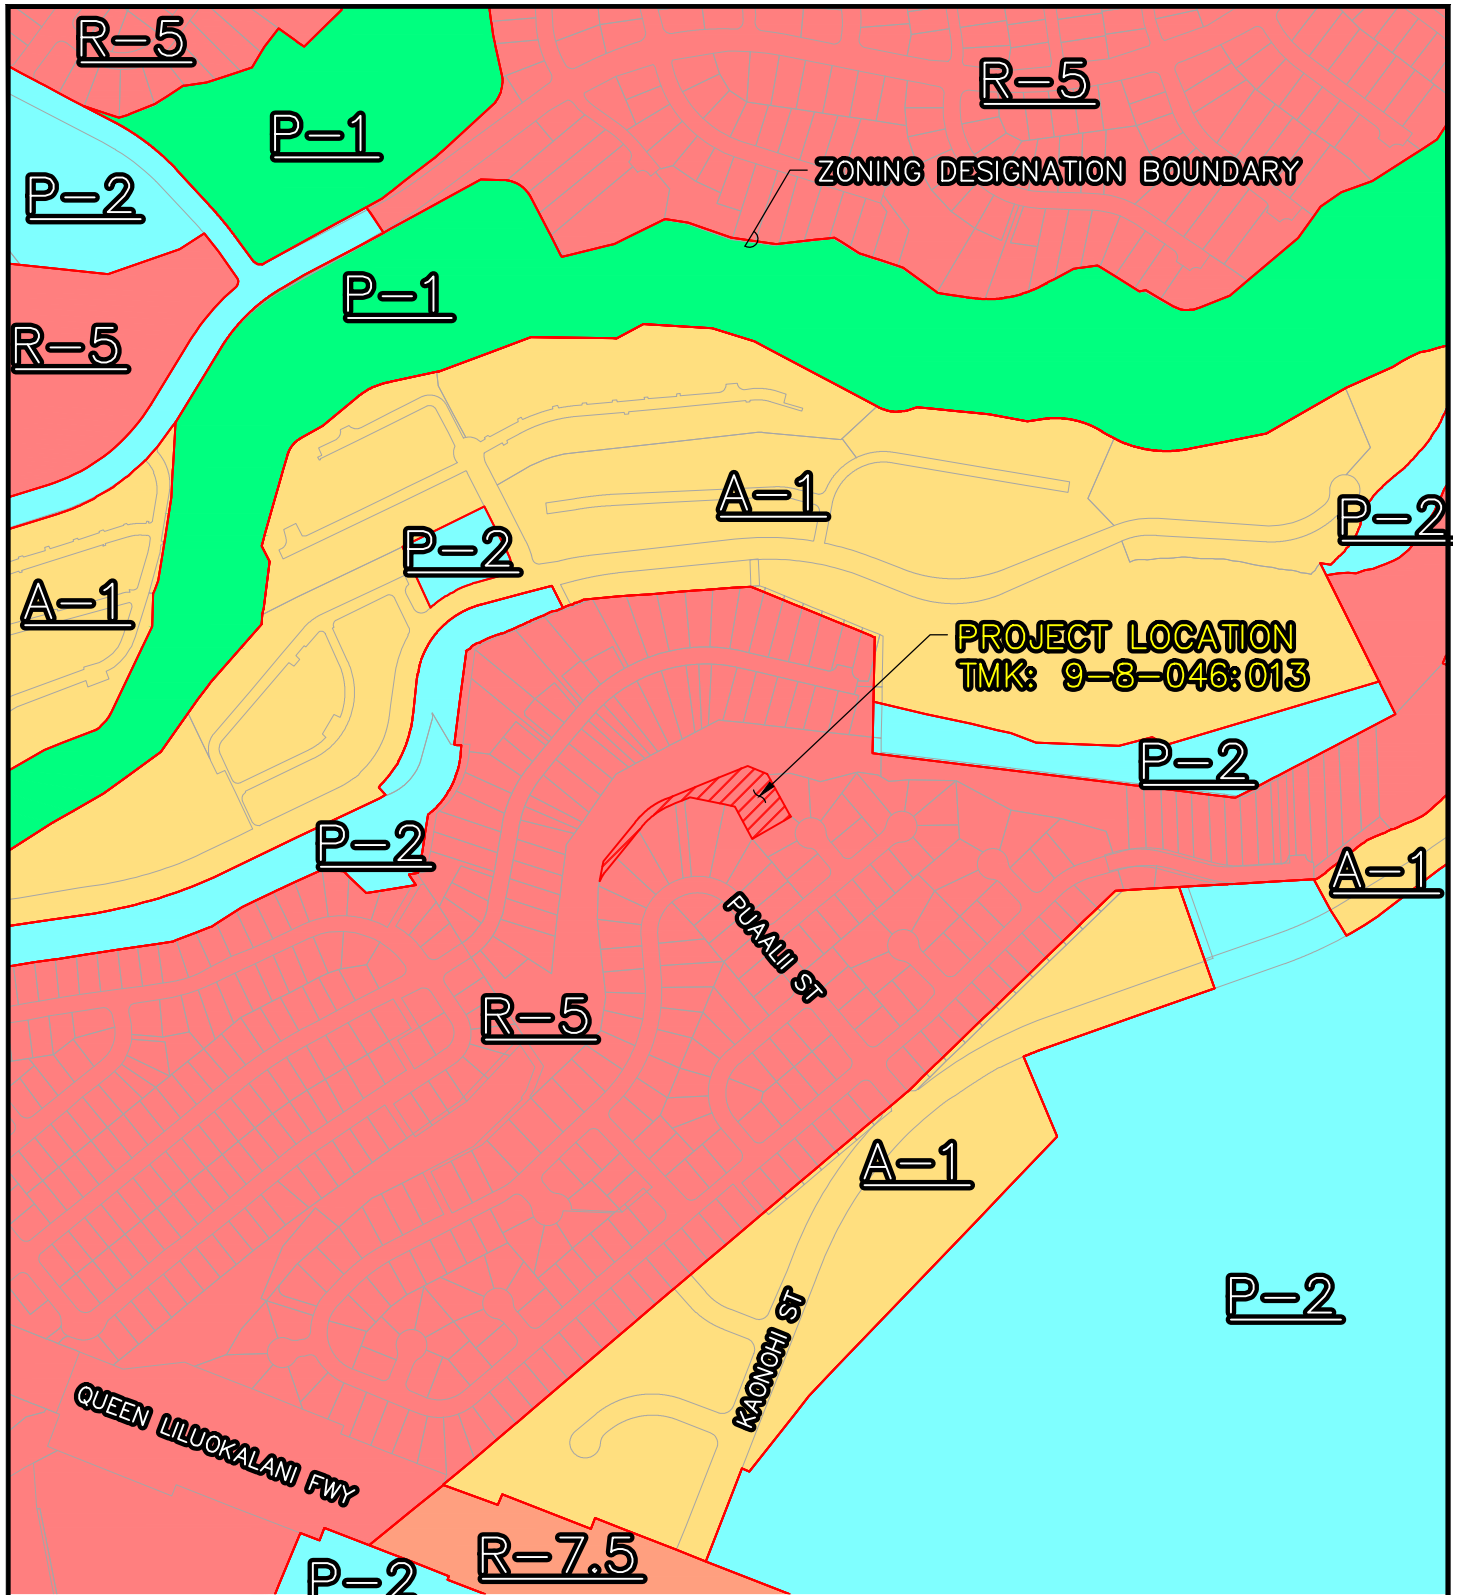 R-5
R-5
P-1
ZONING DESIGNATION BOUNDARY
P-2
P-1
R-5
A-1
P-2
P-2
A-1
PROJECT LOCATION
TMK: 9-8-046:013
P-2
P-2
A-1
PUAALII ST
R-5
A-1
P-2
KAONOHI ST
QUEEN LILUOKALANI FWY
R-7.5
P-2